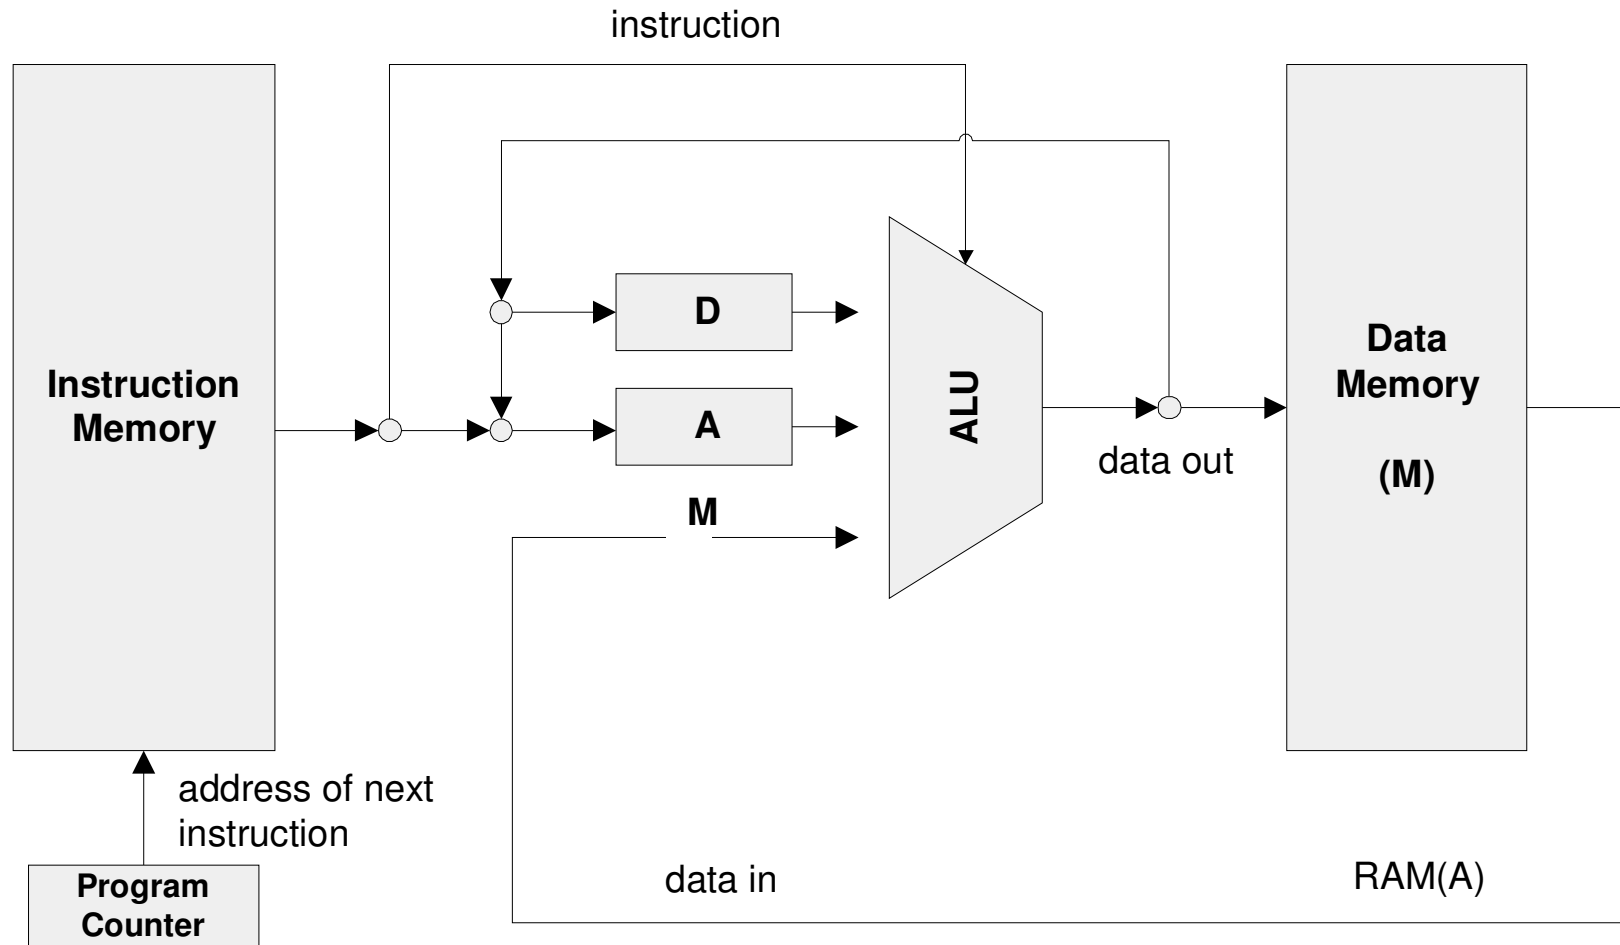 instruction
Instruction
Memory
D
A
M
ALU
data out
Data
Memory
(M)
address of next
instruction
Program
Counter
data in
RAM(A)